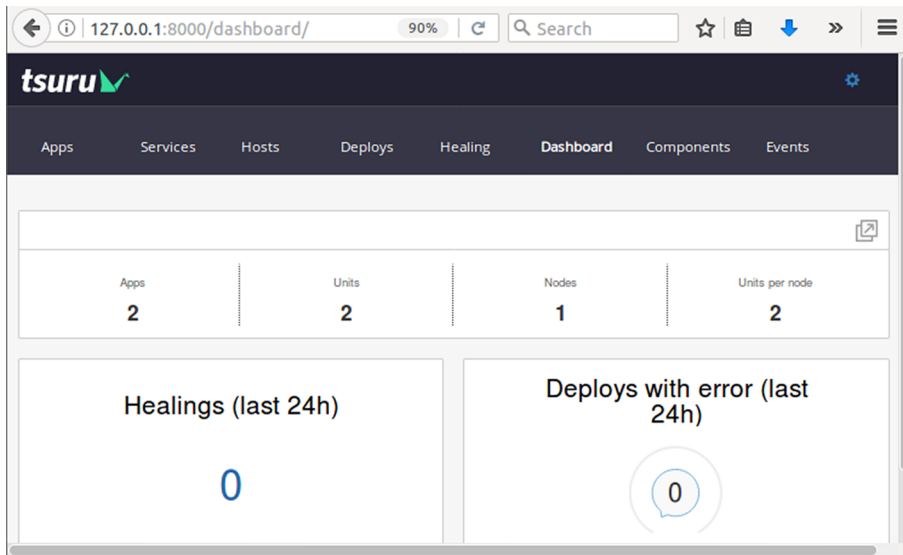 127.0.0.1:8000/dashboard/ 90% Search
tsuru
Apps Services Hosts Deploys Healing Dashboard Components Events
Apps Units Nodes Units per node
2 2 1 2
Healings (last 24h)
0
Deploys with error (last
24h)
0